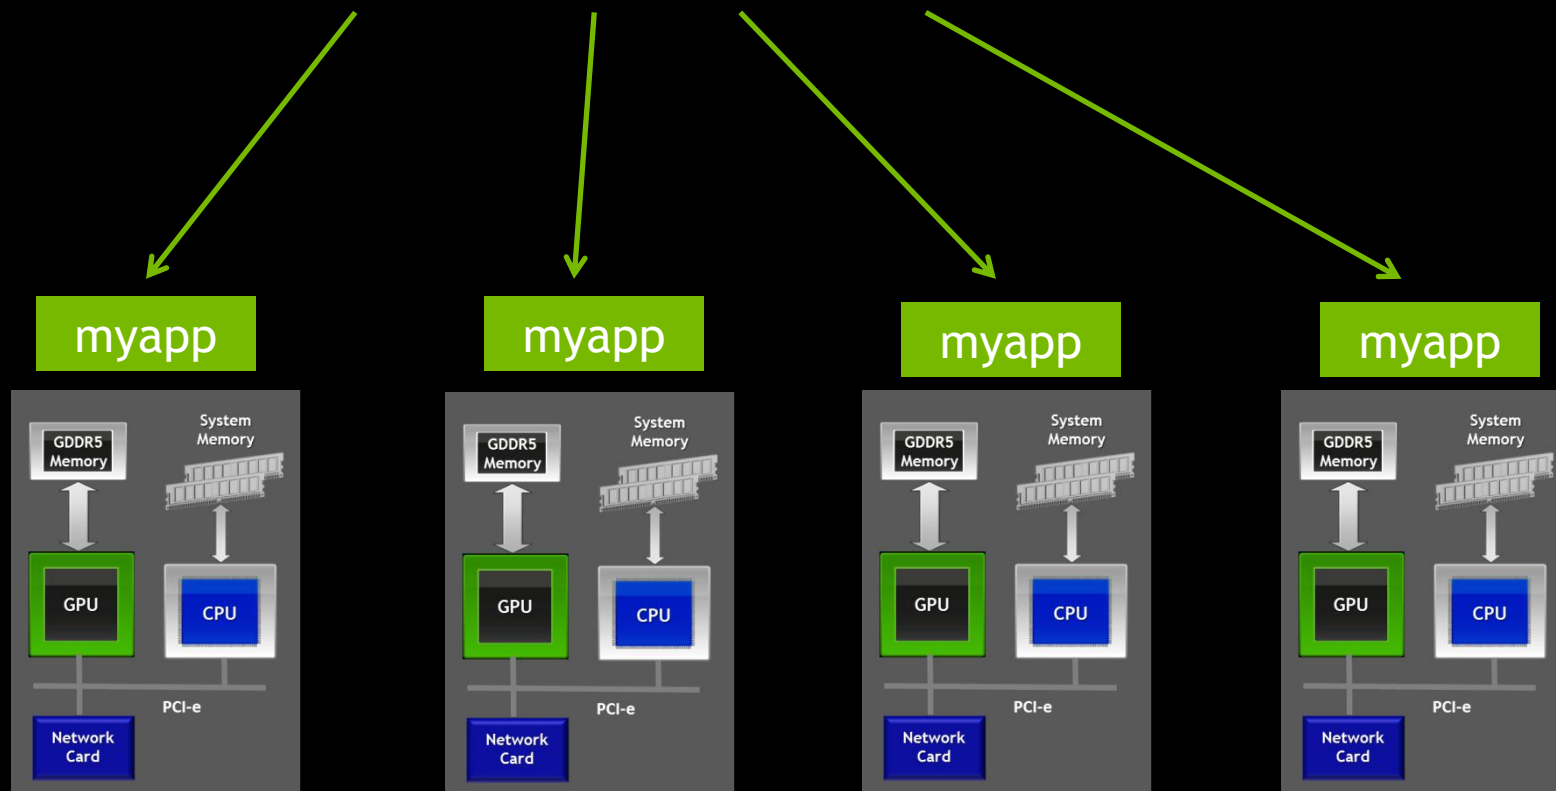 myapp
myapp
myapp
myapp
GDDR5
Memory
System
Memory
GPU
CPU
PCI-e
Network
Card
GDDR5
Memory
System
Memory
GPU
CPU
PCI-e
Network
Card
GDDR5
Memory
System
Memory
GPU
CPU
PCI-e
Network
Card
GDDR5
Memory
System
Memory
GPU
CPU
PCI-e
Network
Card